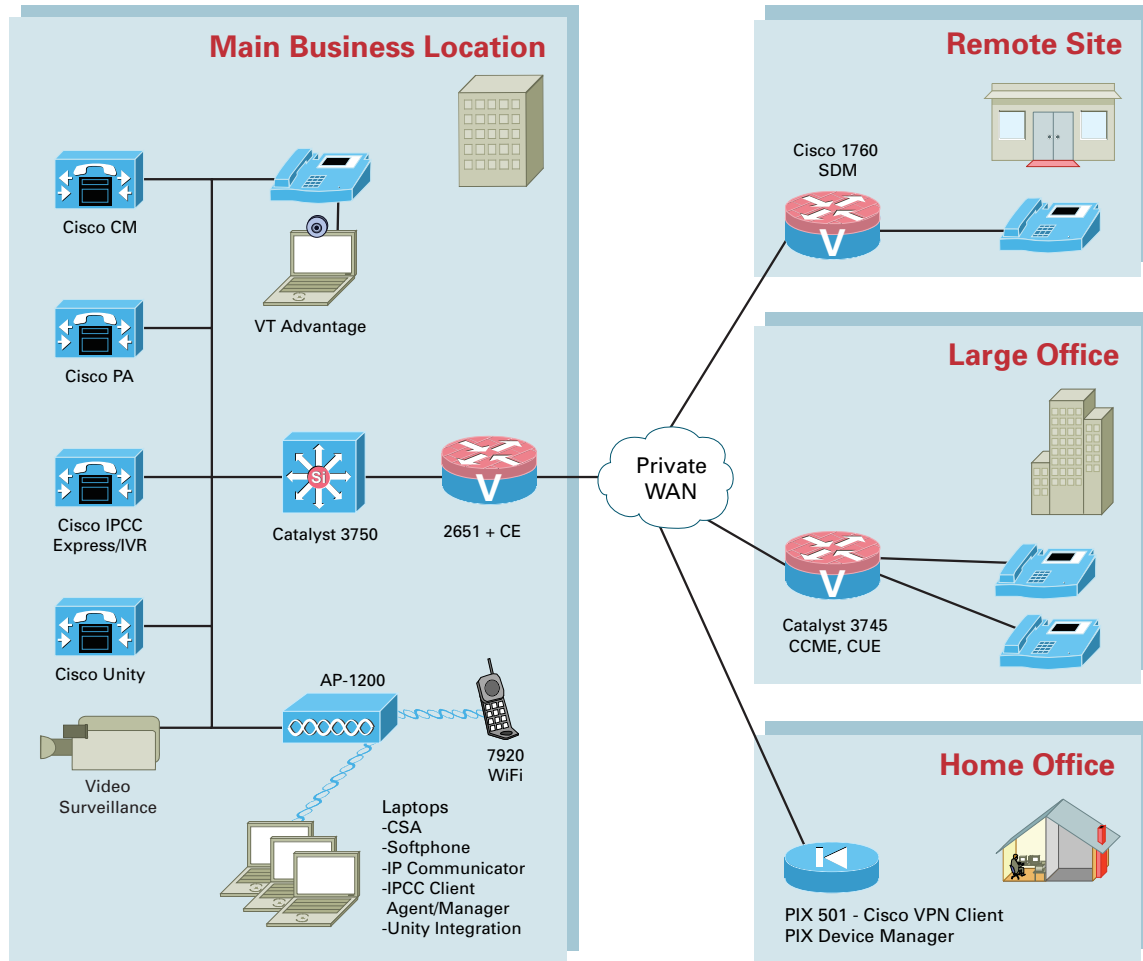 Main Business Location
Cisco CM
VT Advantage
Cisco PA
Cisco IPCC
Express/IVR
Si
Catalyst 3750
V
2651 + CE
Cisco Unity
AP-1200
7920
WiFi
Video
Surveillance
Laptops
-CSA
-Softphone
-IP Communicator
-IPCC Client
Agent/Manager
-Unity Integration
Private
WAN
Remote Site
Cisco 1760
SDM
V
Large Office
V
Catalyst 3745
CCME, CUE
Home Office
PIX 501 - Cisco VPN Client
PIX Device Manager